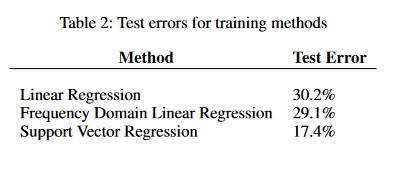 Table 2: Test errors for training methods
Method Test Error
Linear Regression 30.2%
Frequency Domain Linear Regression 29.1%
Support Vector Regression 17.4%